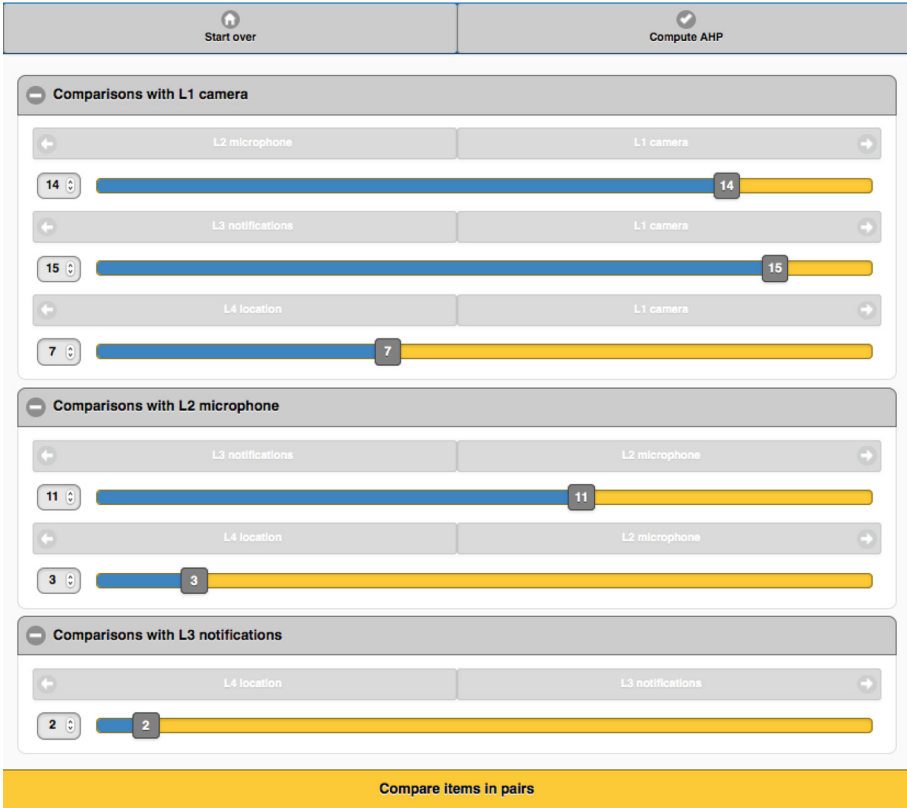 Start over
Compute AHP
Comparisons with L1 camera
L2 microphone L1 camera
14 14
L3 notifications L1 camera
15 15
L4 location L1 camera
7 7
Comparisons with L2 microphone
L3 notifications L2 microphone
11 11
L4 location L2 microphone
3 3
Comparisons with L3 notifications
L4 location L3 notifications
2 2
Compare items in pairs